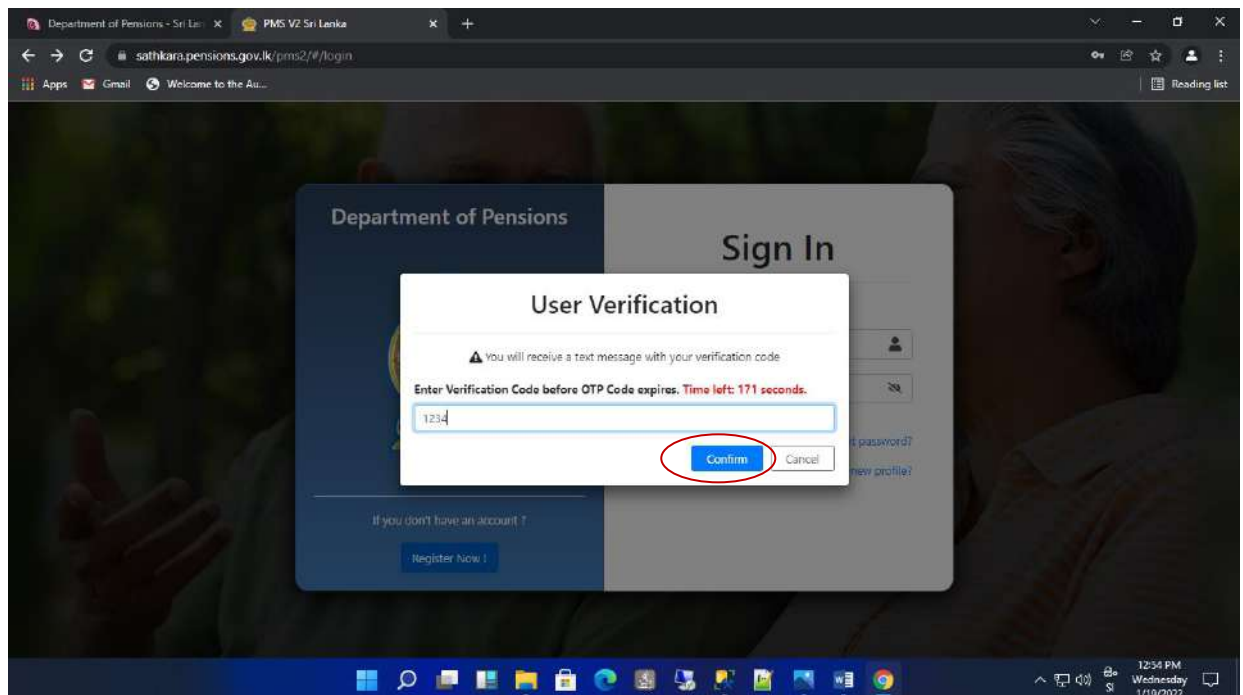 Department of Pensions - Sri La
PMS V2 Sri Lanka
sathkara.pensions.gov.lk/pms2/#/login
Apps
Gmail
Welcome to the Au...
Reading list
Department of Pensions
Sign In
User Verification
You will receive a text message with your verification code
Enter Verification Code before OTP Code expires. Time left: 171 seconds.
1234
Confirm
Cancel
t password?
new profile?
If you don't have an account ?
Register Now !
12:54 PM
SI
Wednesday